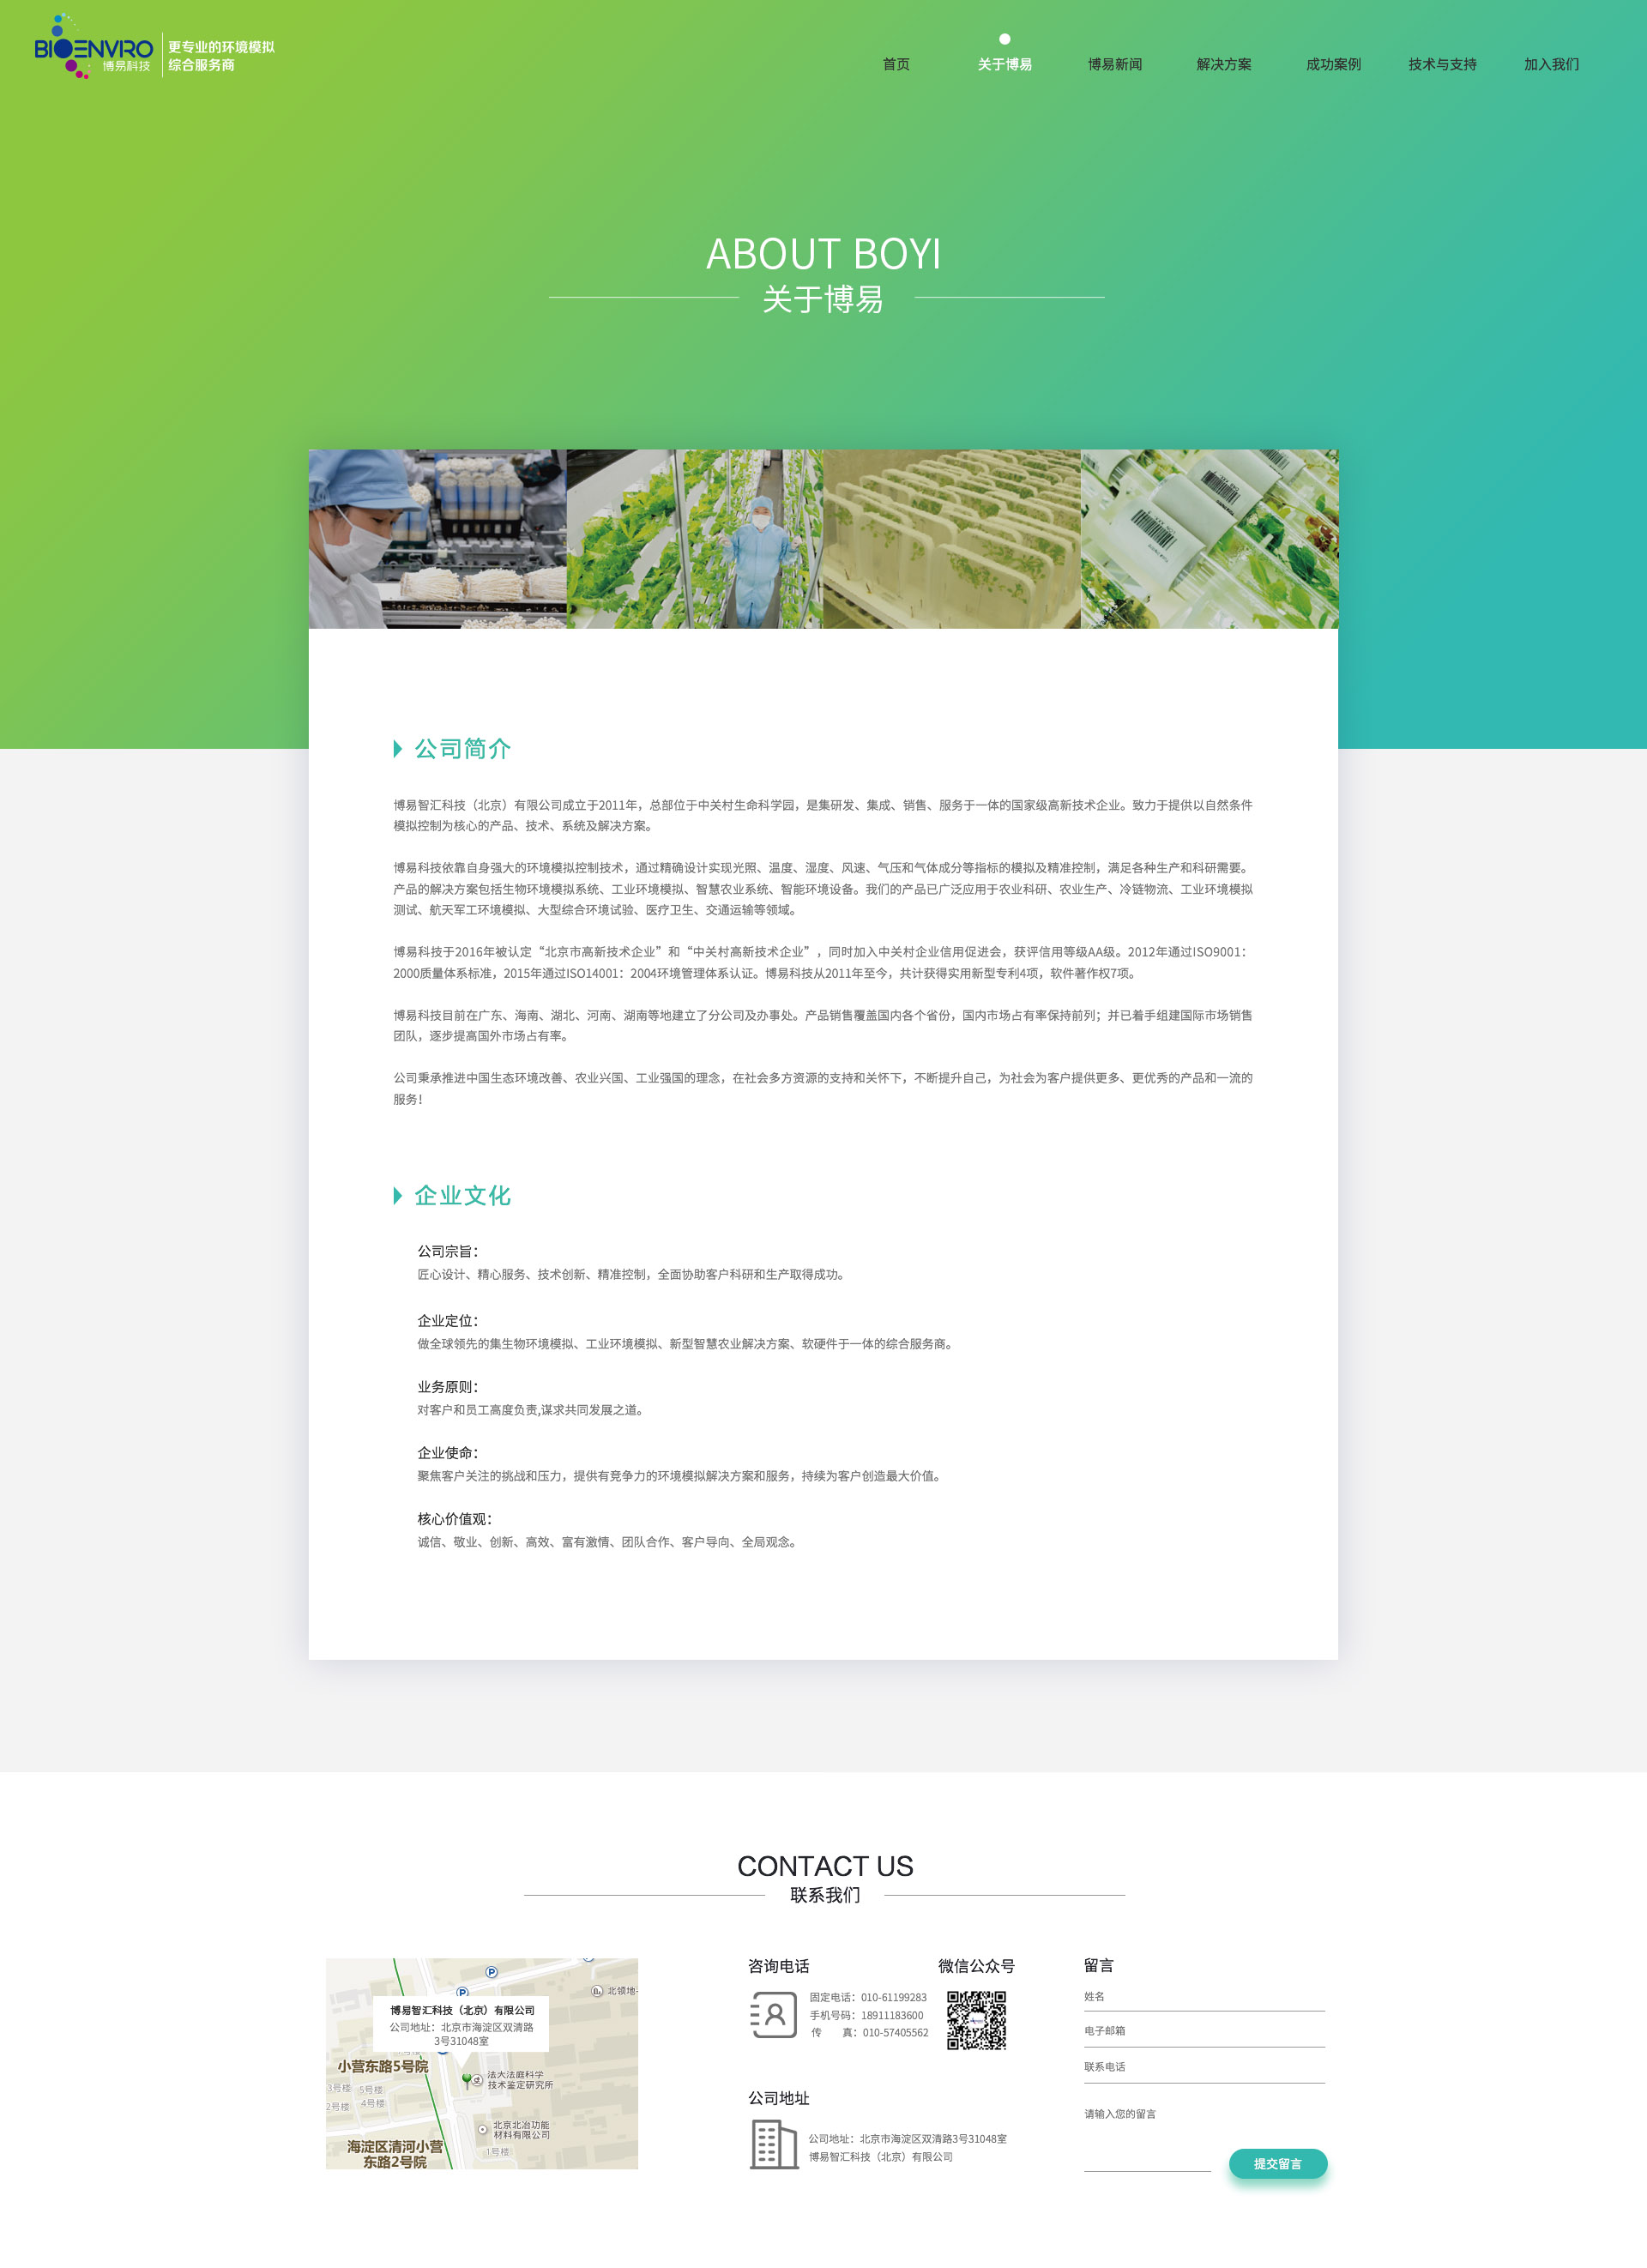 BIOENVIRO
博易科技
更专业的环境模拟
综合服务商
首页
关于博易
博易新闻
解决方案
成功案例
技术与支持
加入我们
ABOUT BOYI
关于博易
公司简介
博易智汇科技（北京）有限公司成立于2011年，总部位于中关村生命科学园，是集研发、集成、销售、服务于一体的国家级高新技术企业。致力于提供以自然条件
模拟控制为核心的产品、技术、系统及解决方案。
博易科技依靠自身强大的环境模拟控制技术，通过精确设计实现光照、温度、湿度、风速、气压和气体成分等指标的模拟及精准控制，满足各种生产和科研需要。
产品的解决方案包括生物环境模拟系统、工业环境模拟、智慧农业系统、智能环境设备。我们的产品已广泛应用于农业科研、农业生产、冷链物流、工业环境模拟
测试、航天军工环境模拟、大型综合环境试验、医疗卫生、交通运输等领域。
博易科技于2016年被认定“北京市高新技术企业”和“中关村高新技术企业”，同时加入中关村企业信用促进会，获评信用等级AA级。2012年通过ISO9001：
2000质量体系标准，2015年通过ISO14001：2004环境管理体系认证。博易科技从2011年至今，共计获得实用新型专利4项，软件著作权7项。
博易科技目前在广东、海南、湖北、河南、湖南等地建立了分公司及办事处。产品销售覆盖国内各个省份，国内市场占有率保持前列；并已着手组建国际市场销售
团队，逐步提高国外市场占有率。
公司秉承推进中国生态环境改善、农业兴国、工业强国的理念，在社会多方资源的支持和关怀下，不断提升自己，为社会为客户提供更多、更优秀的产品和一流的
服务！
企业文化
公司宗旨：
匠心设计、精心服务、技术创新、精准控制，全面协助客户科研和生产取得成功。
企业定位：
做全球领先的集生物环境模拟、工业环境模拟、新型智慧农业解决方案、软硬件于一体的综合服务商。
业务原则：
对客户和员工高度负责,谋求共同发展之道。
企业使命：
聚焦客户关注的挑战和压力，提供有竞争力的环境模拟解决方案和服务，持续为客户创造最大价值。
核心价值观：
诚信、敬业、创新、高效、富有激情、团队合作、客户导向、全局观念。
CONTACT US
联系我们
P
P
北领地
博易智汇科技（北京）有限公司
公司地址：北京市海淀区双清路
3号31048室
小营东路5号院
3号楼
5号楼
2号楼
4号楼
法大法庭科学
技术鉴定研究所
北京北冶功能
材料有限公司
1号楼
海淀区清河小营
东路2号院
咨询电话
固定电话：010-61199283
手机号码：18911183600
传 真：010-57405562
微信公众号
公司地址
公司地址：北京市海淀区双清路3号31048室
博易智汇科技（北京）有限公司
留言
姓名
电子邮箱
联系电话
请输入您的留言
提交留言